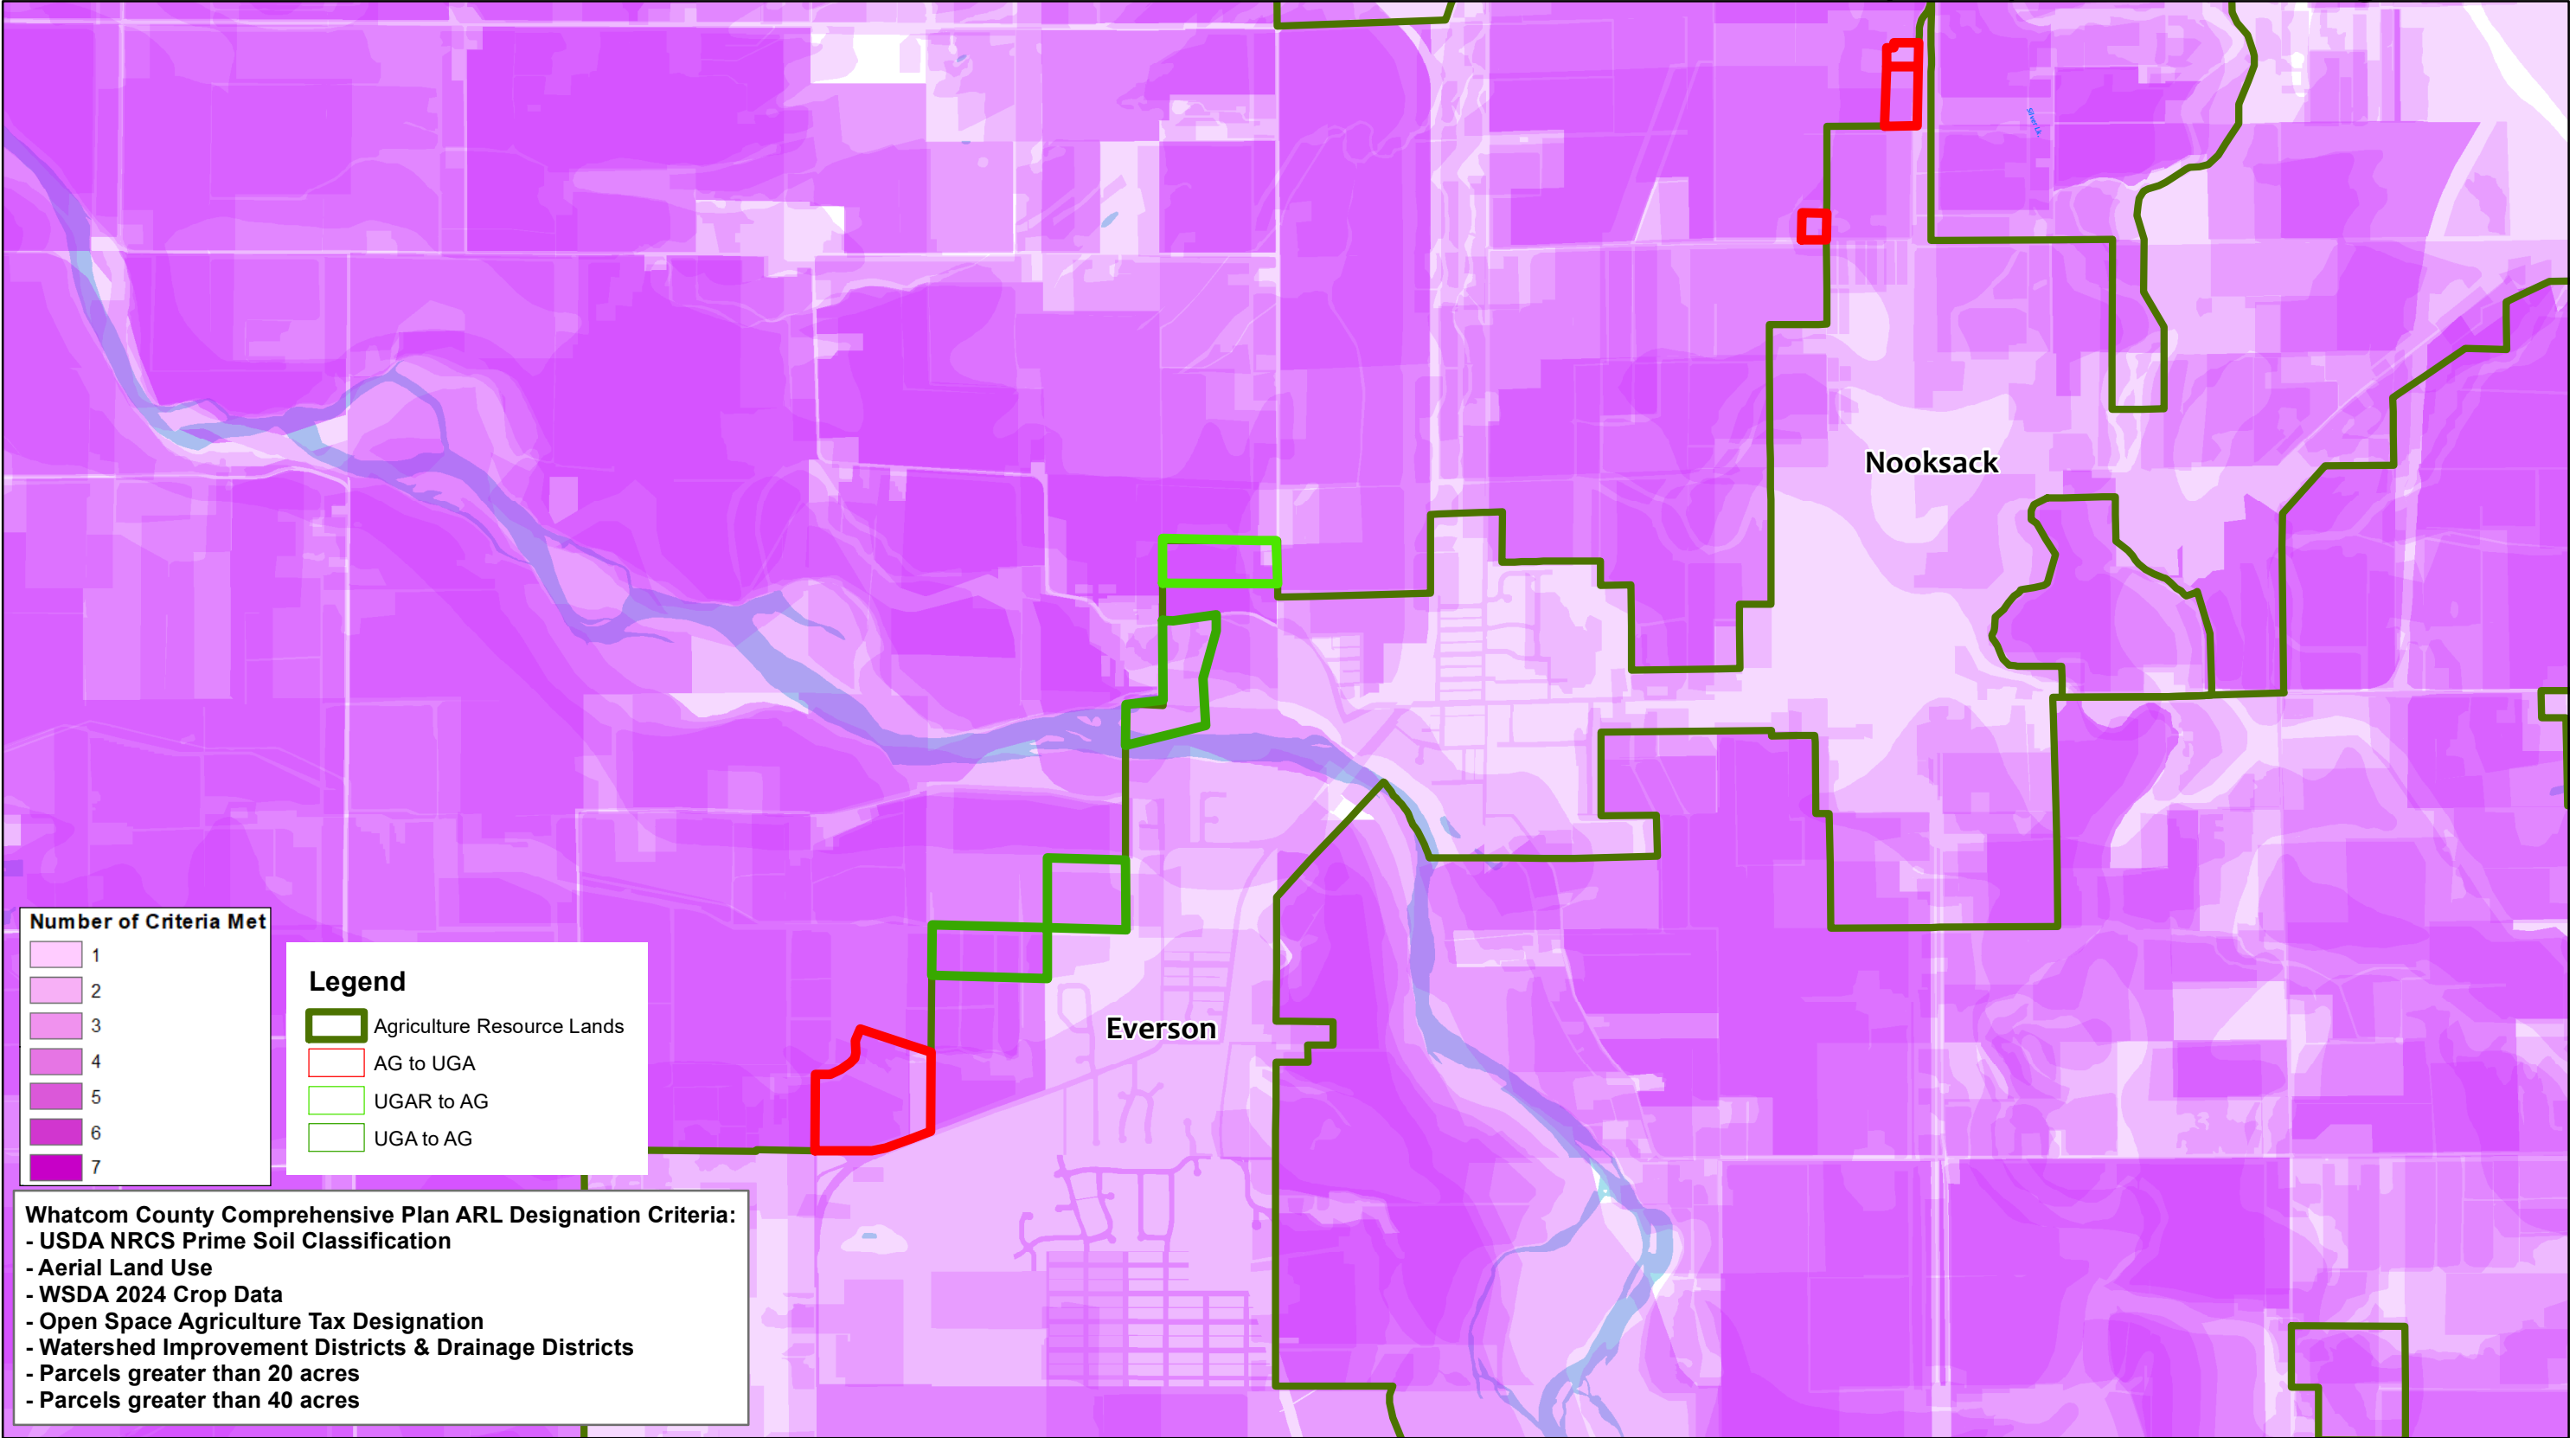 Silver Ck.
Nooksack
Everson
Number of Criteria Met
1
2
3
4
5
6
7
Legend
Agriculture Resource Lands
AG to UGA
UGAR to AG
UGA to AG
Whatcom County Comprehensive Plan ARL Designation Criteria:
- USDA NRCS Prime Soil Classification
- Aerial Land Use
- WSDA 2024 Crop Data
- Open Space Agriculture Tax Designation
- Watershed Improvement Districts & Drainage Districts
- Parcels greater than 20 acres
- Parcels greater than 40 acres